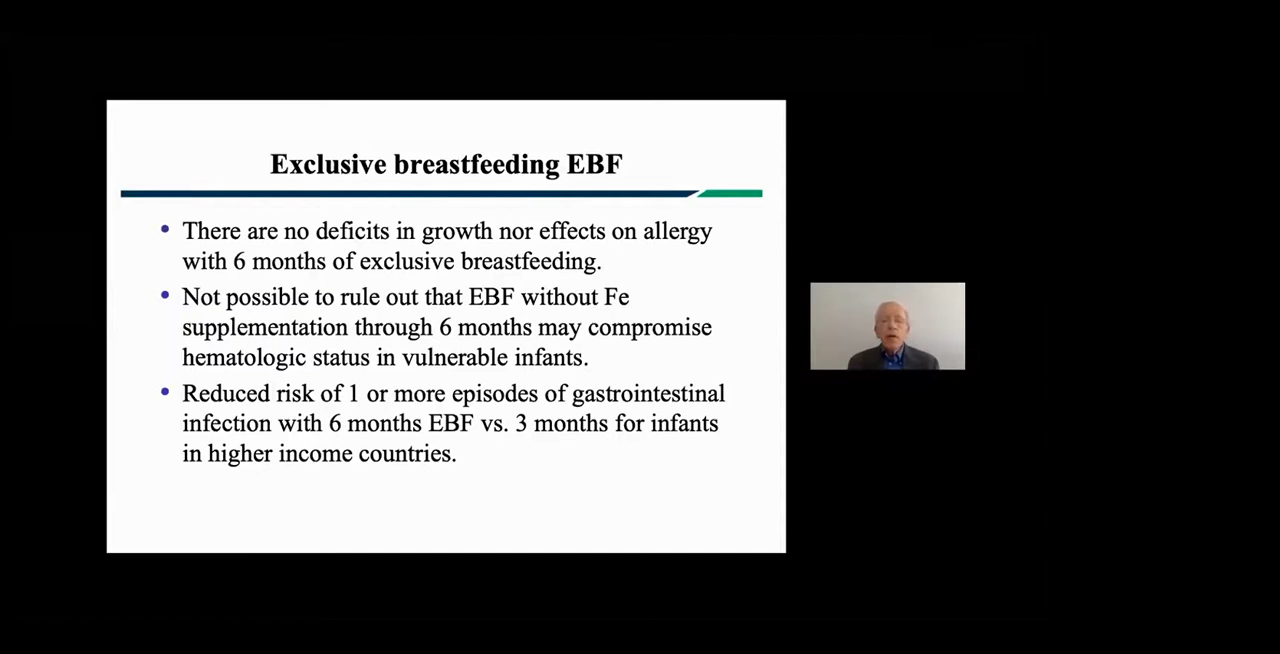 Exclusive breastfeeding EBF
• There are no deficits in growth nor effects on allergy
with 6 months of exclusive breastfeeding.
• Not possible to rule out that EBF without Fe
supplementation through 6 months may compromise
hematologic status in vulnerable infants.
• Reduced risk of 1 or more episodes of gastrointestinal
infection with 6 months EBF vs. 3 months for infants
in higher income countries.